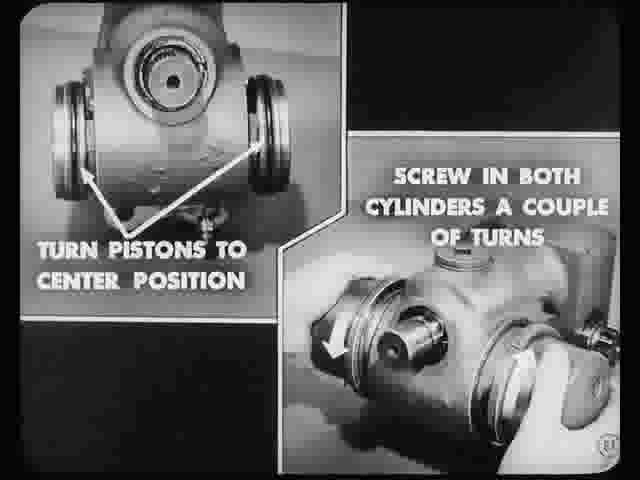 TURN PISTONS TO
CENTER POSITION
SCREW IN BOTH
CYLINDERS A COUPLE
OF TURNS